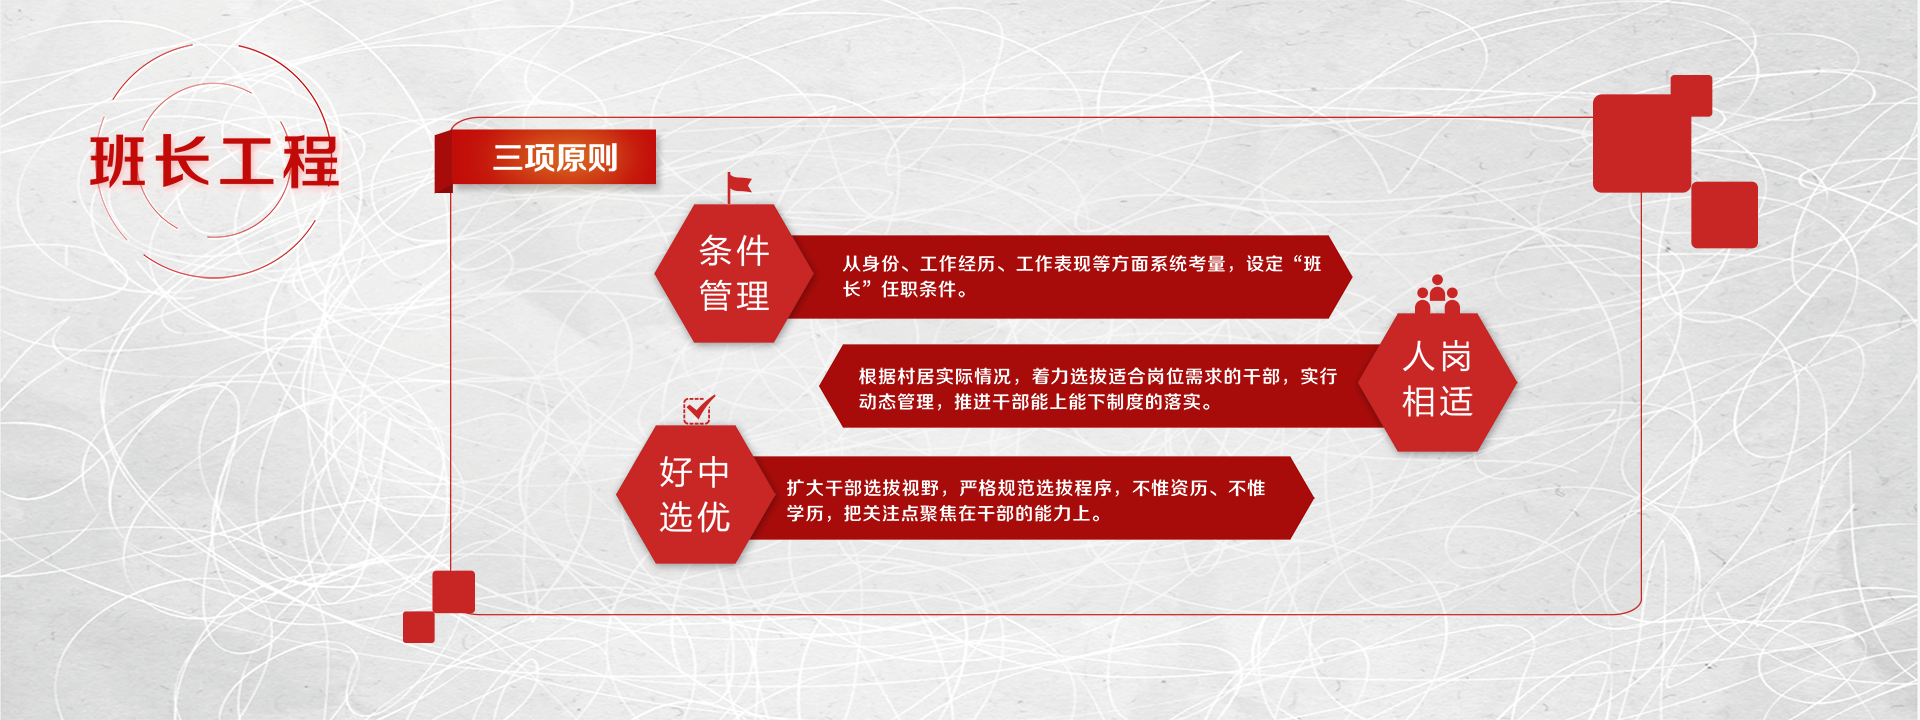 班长工程
三项原则
条件
管理
从身份、工作经历、工作表现等方面系统考量，设定“班
长”任职条件。
人岗
相适
根据村居实际情况，着力选拔适合岗位需求的干部，实行
动态管理，推进干部能上能下制度的落实。
好中
选优
扩大干部选拔视野，严格规范选拔程序，不惟资历、不惟
学历，把关注点聚焦在干部的能力上。